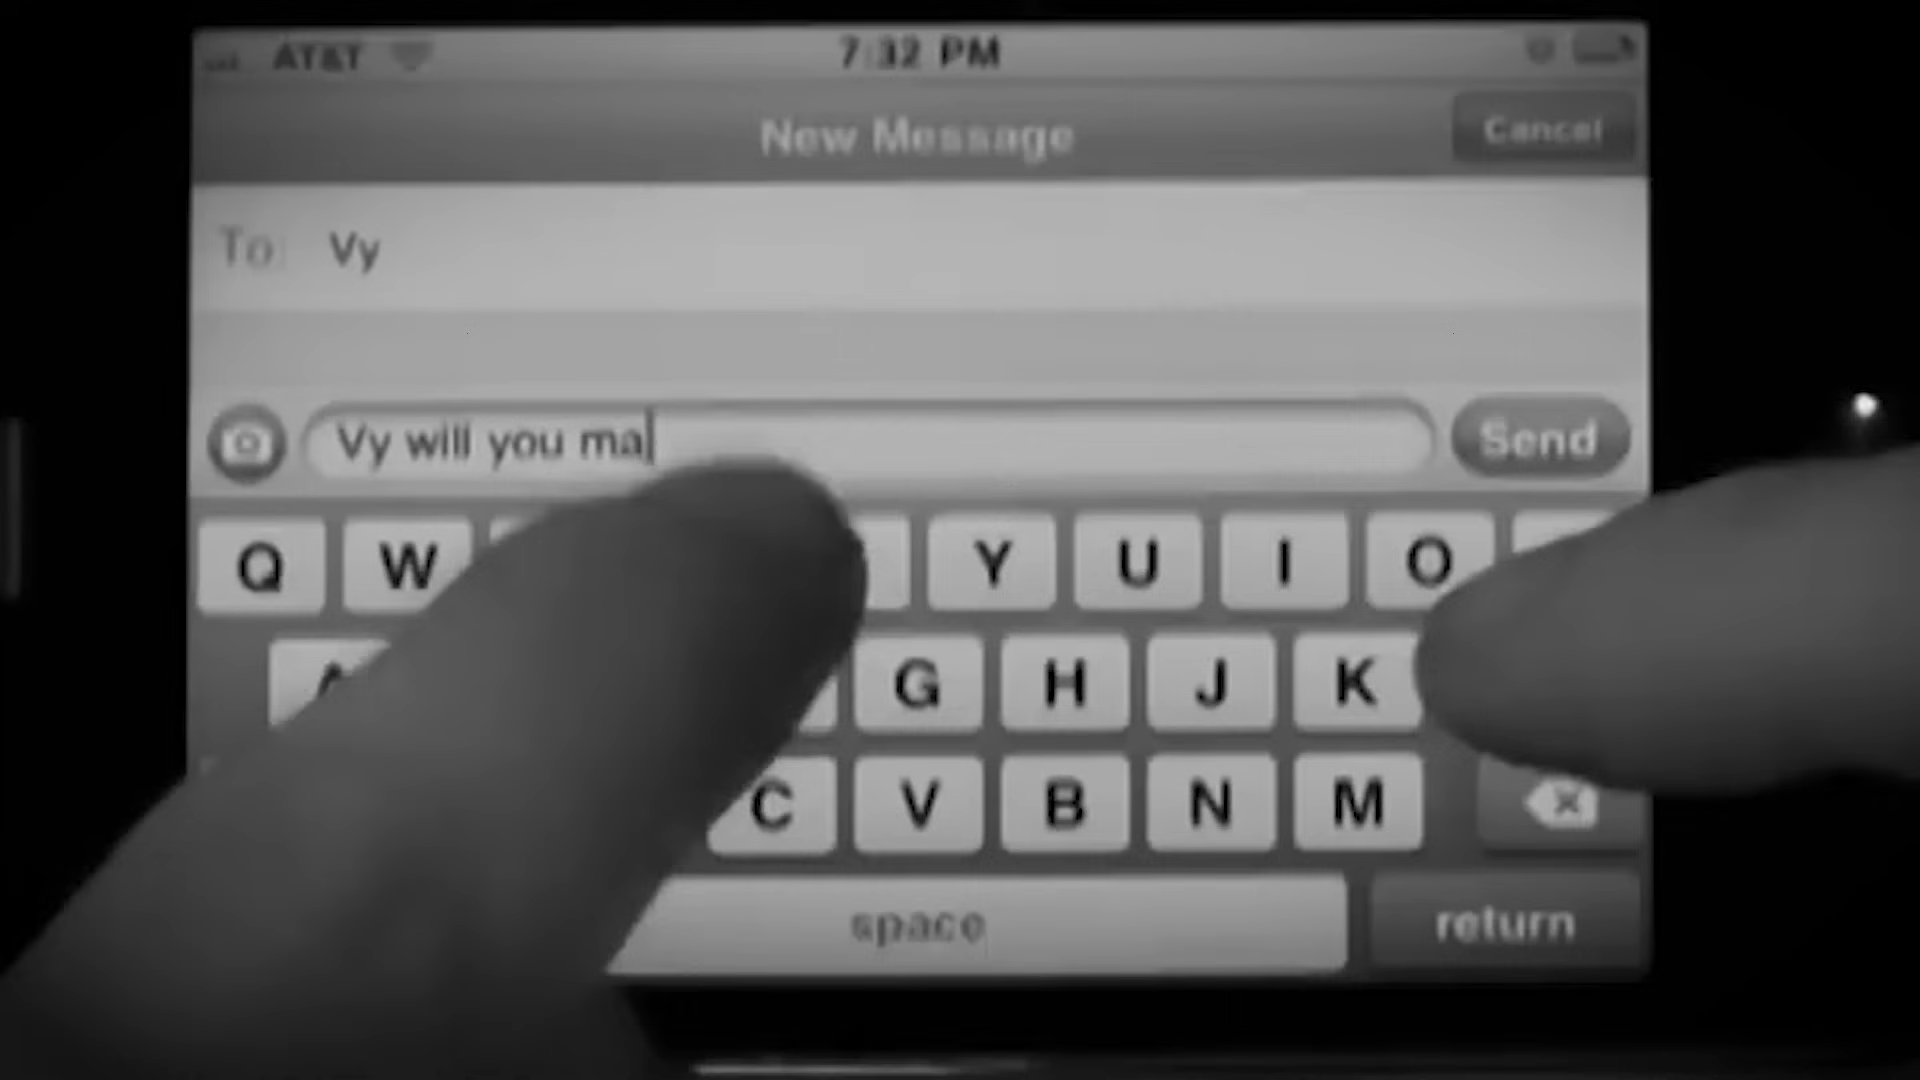 AT&T 7:32 PM
New Message Cancel
To: Vy
Vy will you ma Send
Q W Y U I O
A G H J K
C V B N M
space return